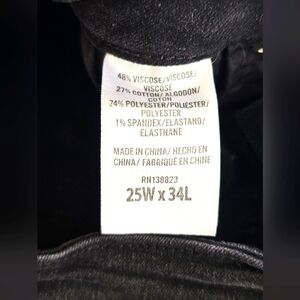 48% VISCOSE/VISCOSE/
VISCOSE
27% COTTON/ ALGODÓN/
COTON
24% POLYESTER/POLIÉSTER/
POLYESTER
1% SPANDEX/ELASTANO/
ELASTHANE
MADE IN CHINA/ HECHO EN
CHINA/ FABRIQUÉ EN CHINE
RN138823
25W x 34L